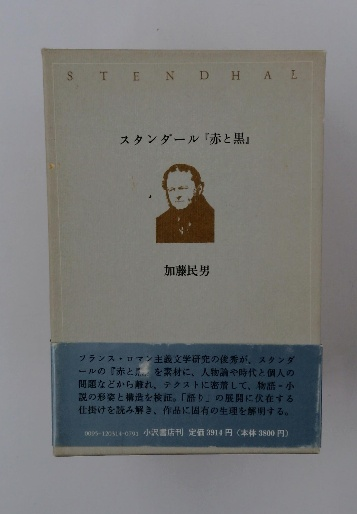 STENDHAL
スタンダール『赤と黒』
加藤民男
フランス・ロマン主義文学研究の俊秀が、スタンダ
ールの『赤と黒』を素材に、人物論や時代と個人の
問題などから離れ、テクストに密着して、物語=小
説の形姿と構造を検証。「語り」の展開に伏在する
仕掛けを読み解き、作品に固有の生理を解明する。
小沢書店刊 定価3914円（本体3800円）